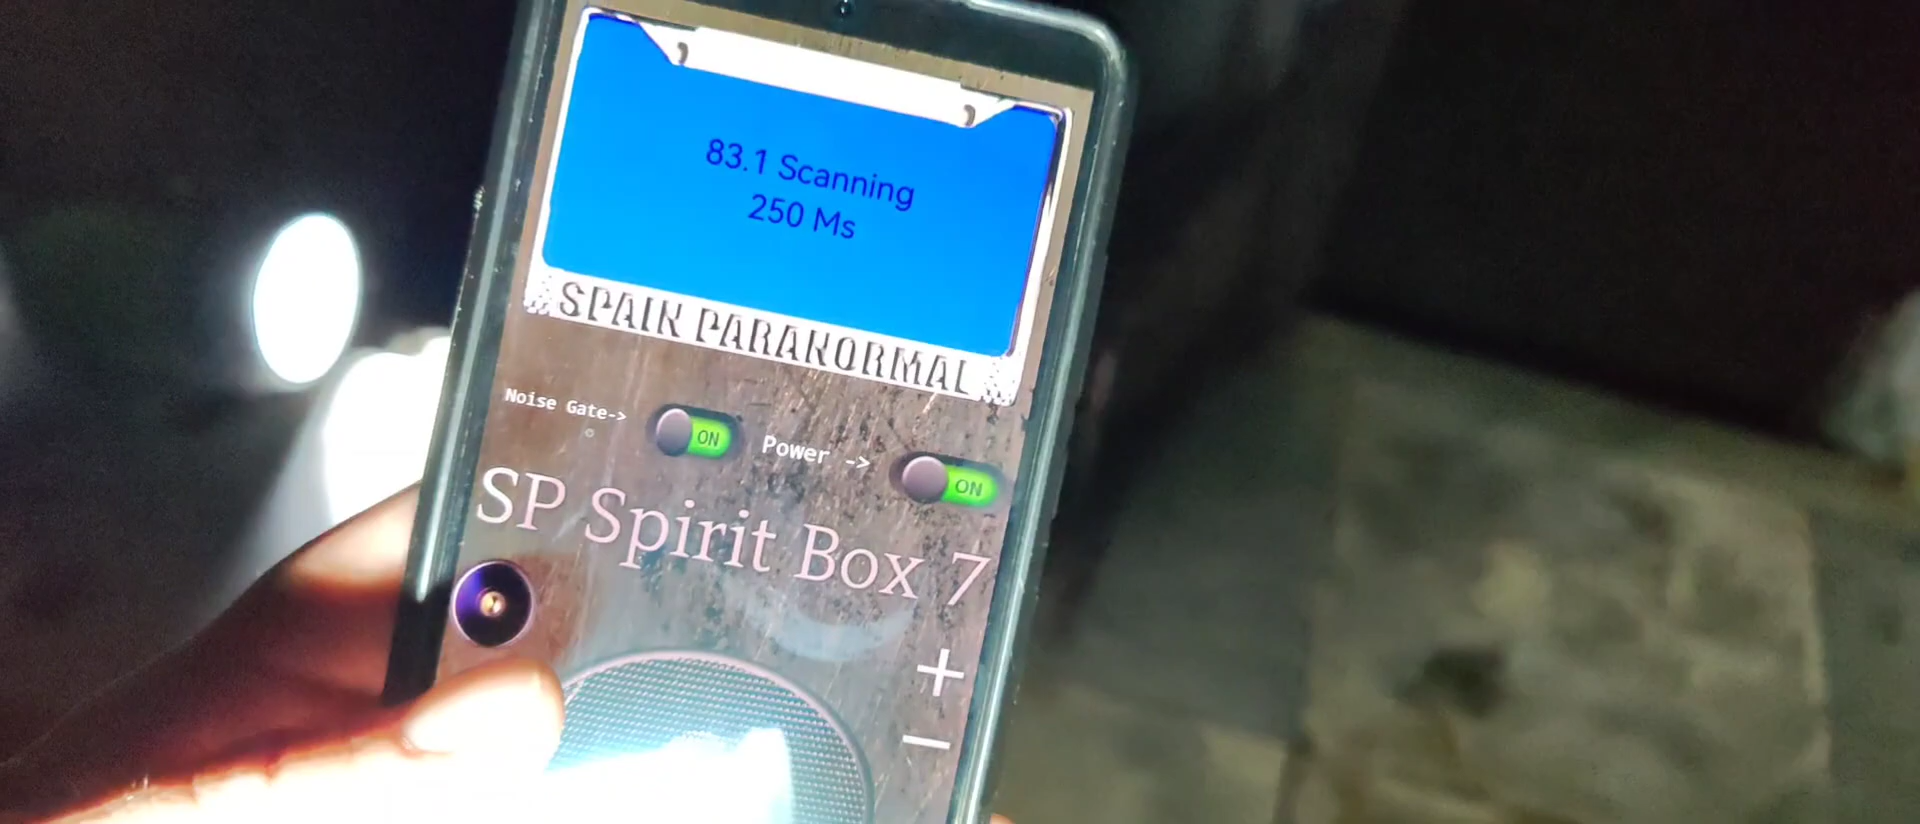 83.1 Scanning
250 Ms
SPAIN PARANORMAL
Noise Gate->
ON
Power ->
ON
SP Spirit Box 7
+
−